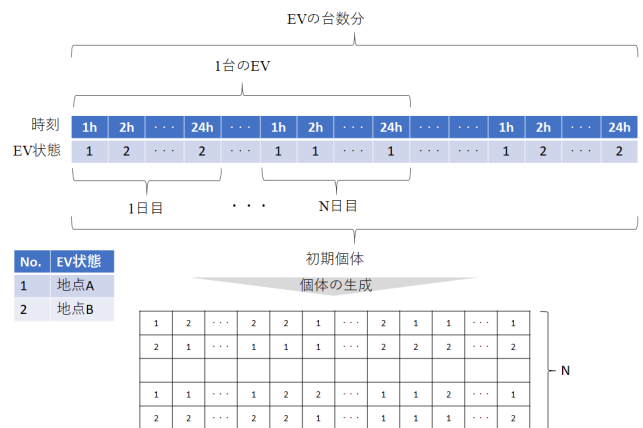 EVの台数分
1台のEV
時刻 1h 2h ・・・ 24h ・・・ 1h 2h ・・・ 24h ・・・ ・・・ 1h 2h ・・・ 24h
EV状態 1 2 ・・・ 2 ・・・ 1 1 ・・・ 1 ・・・ ・・・ 1 2 ・・・ 2
1日目 ・・・ N日目
初期個体
個体の生成
No. EV状態
1 地点A
2 地点B
1 2 ・・・ 2 2 1 ・・・ 2 1 1 ・・・ 1
2 1 ・・・ 1 1 1 ・・・ 2 2 2 ・・・ 2
N
1 1 ・・・ 1 2 2 ・・・ 1 1 2 ・・・ 1
2 2 ・・・ 2 2 1 ・・・ 1 1 1 ・・・ 2